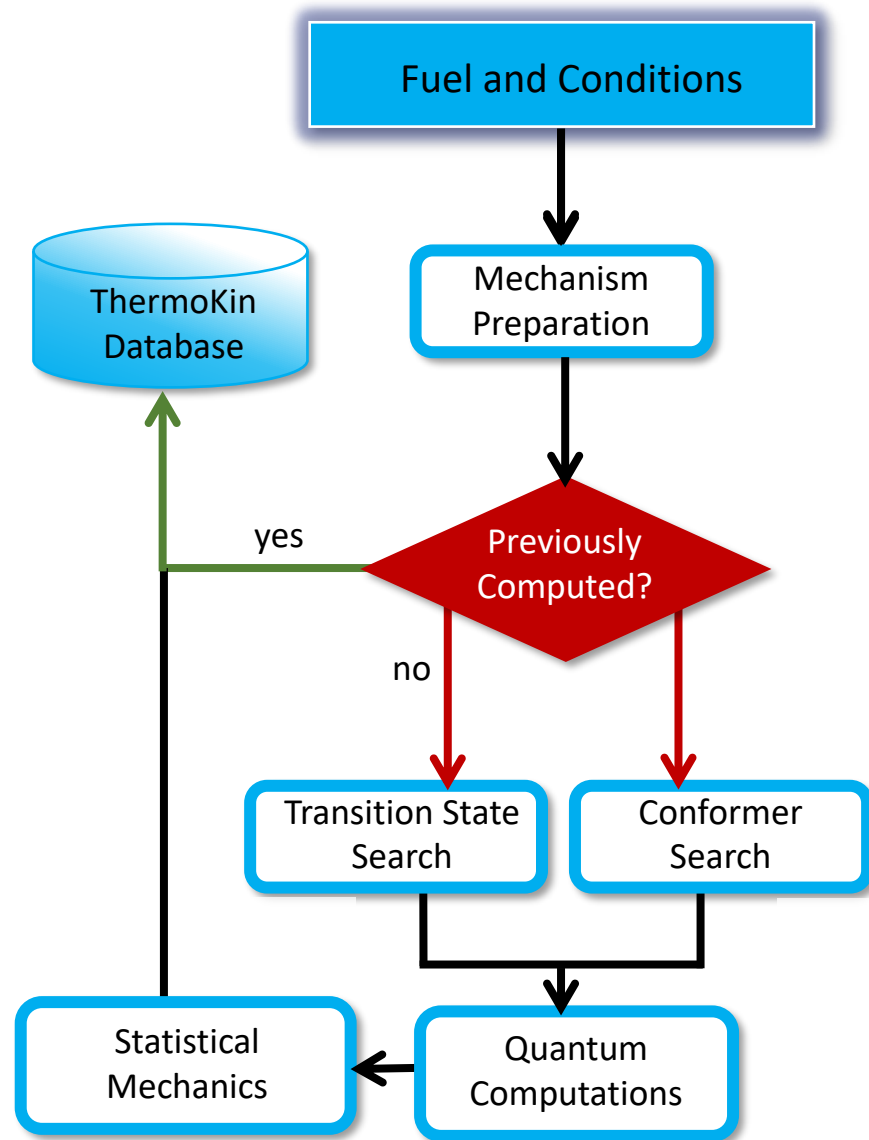 Fuel and Conditions
Mechanism
Preparation
ThermoKin
Database
yes
Previously
Computed?
no
Transition State
Search
Conformer
Search
Statistical
Mechanics
Quantum
Computations